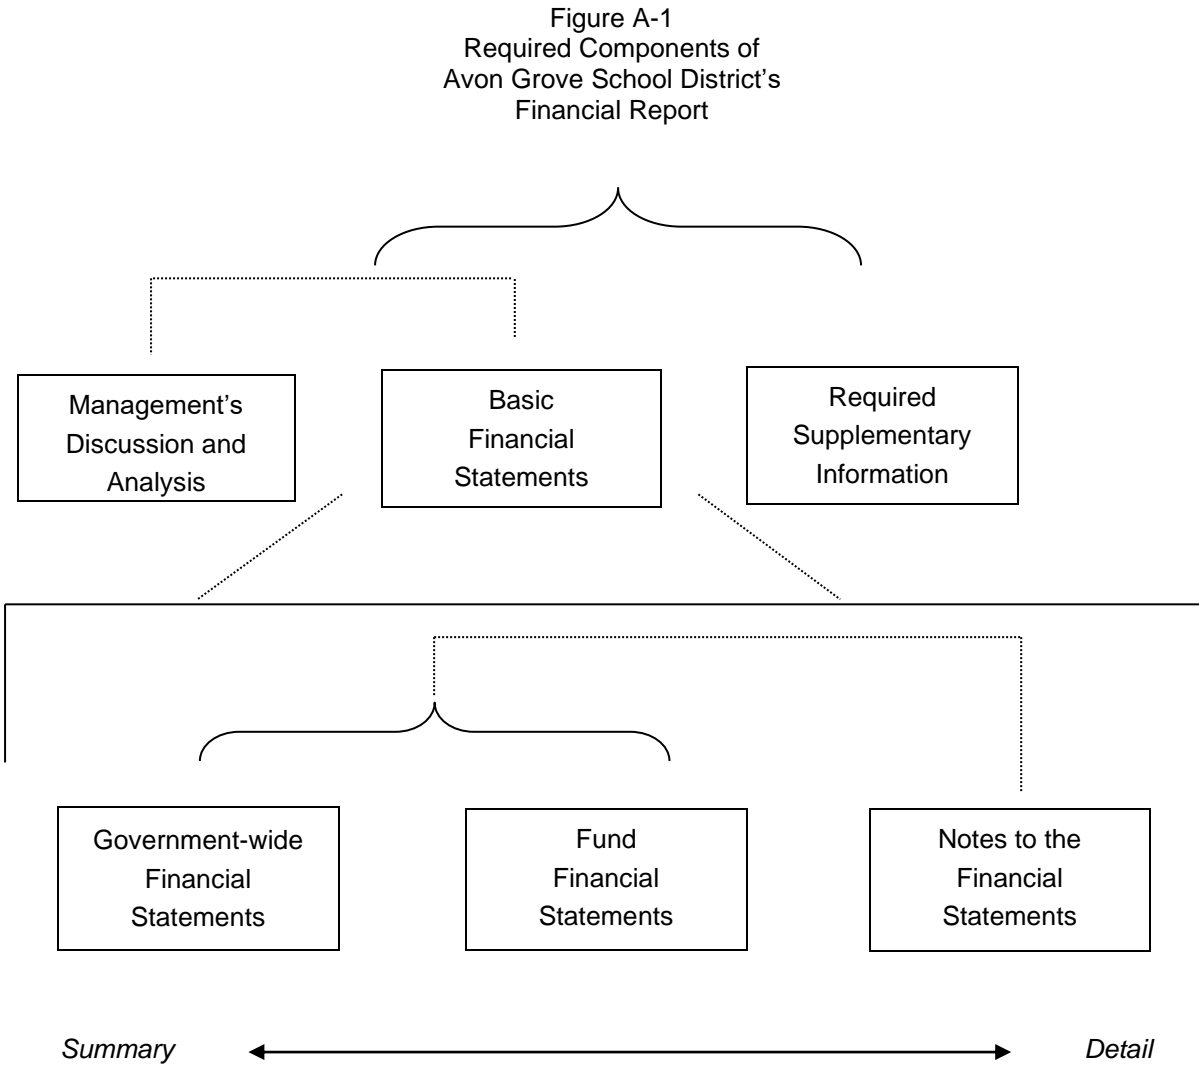 Figure A-1
Required Components of
Avon Grove School District’s
Financial Report
Management’s
Discussion and
Analysis
Basic
Financial
Statements
Required
Supplementary
Information
Government-wide
Financial
Statements
Fund
Financial
Statements
Notes to the
Financial
Statements
Summary
Detail